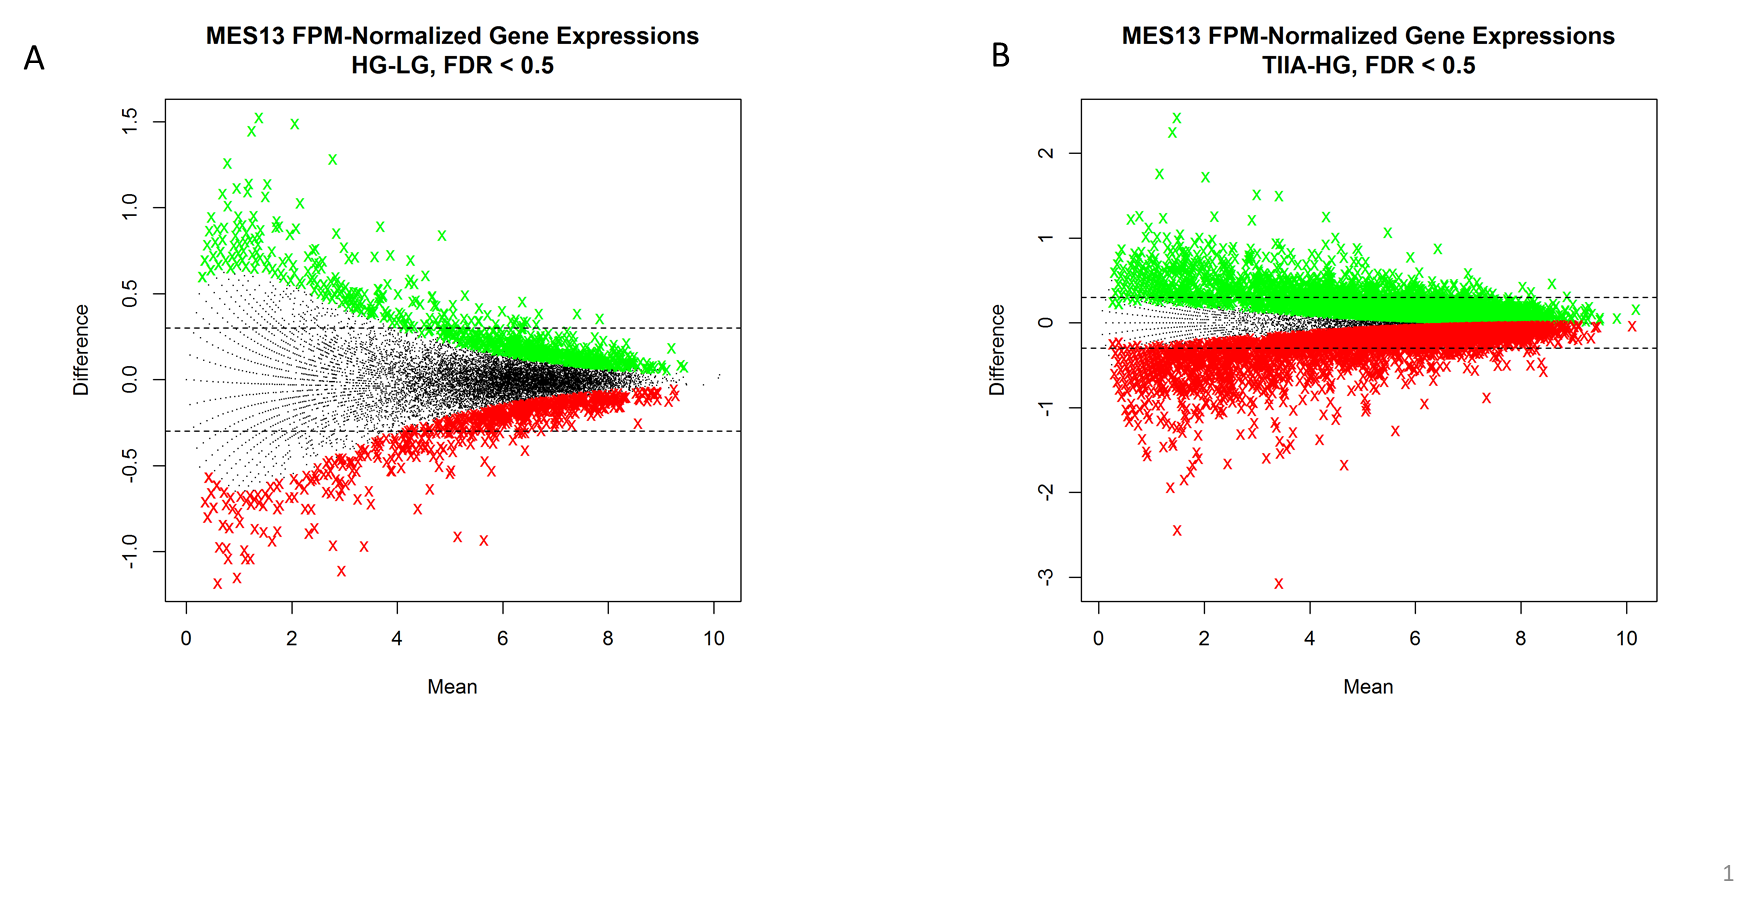 A
MES13 FPM-Normalized Gene Expressions
HG-LG, FDR < 0.5
Difference
1.5
1.0
0.5
0.0
-0.5
-1.0
0 2 4 6 8 10
Mean
B
MES13 FPM-Normalized Gene Expressions
TIIA-HG, FDR < 0.5
Difference
2
1
0
-1
-2
-3
0 2 4 6 8 10
Mean
1